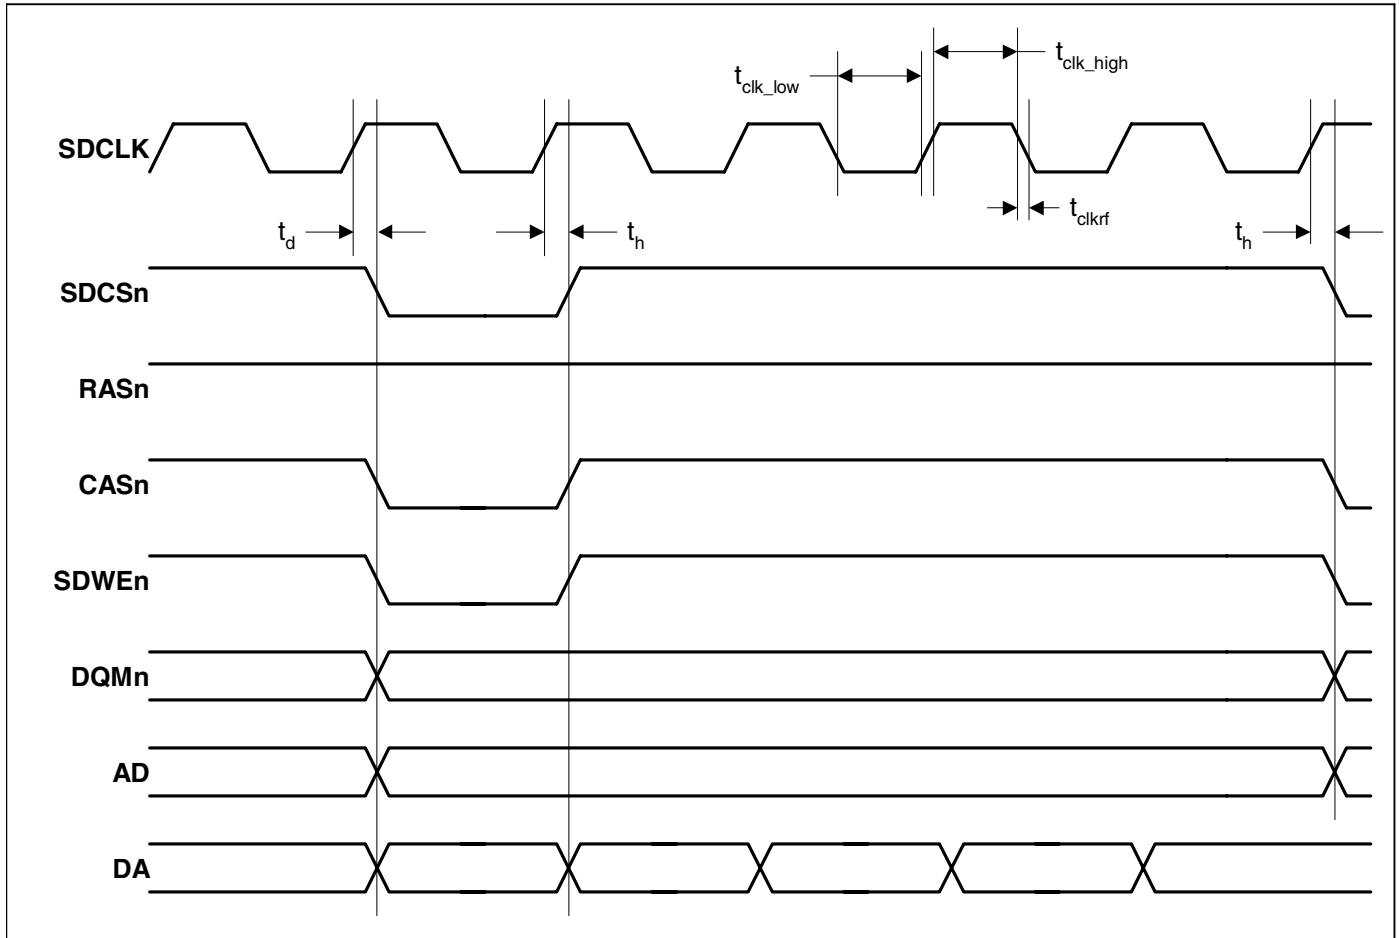 t_clk_high
t_clk_low
SDCLK
t_clkrf
t_d
t_h
t_h
SDCSn
RASn
CASn
SDWEn
DQMn
AD
DA